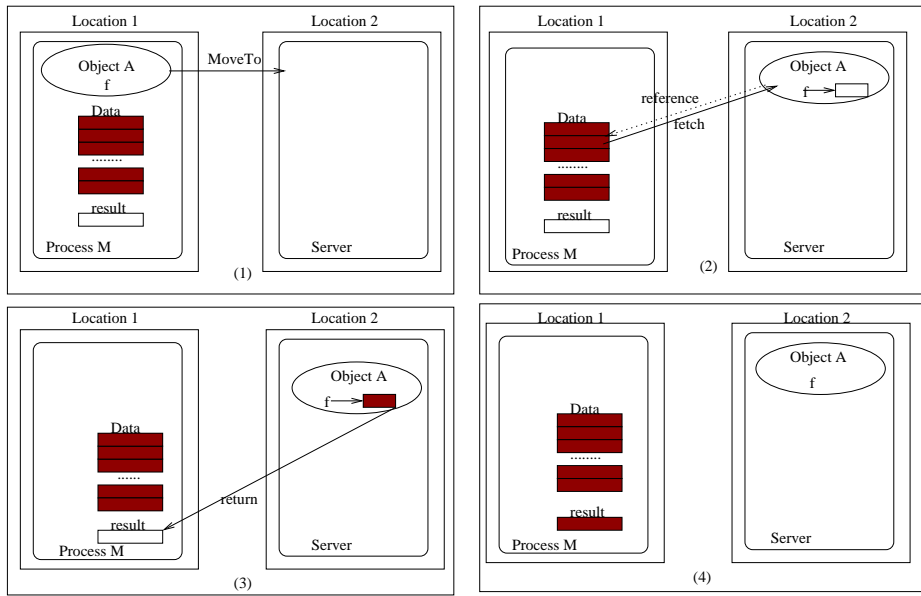 Location 1
Location 2
Object A
f
MoveTo
Data
........
result
Process M
Server
(1)
Location 1
Location 2
Object A
f
reference
fetch
Data
........
result
Process M
Server
(2)
Location 1
Location 2
Object A
f
Data
......
return
result
Process M
Server
(3)
Location 1
Location 2
Object A
f
Data
........
result
Process M
Server
(4)